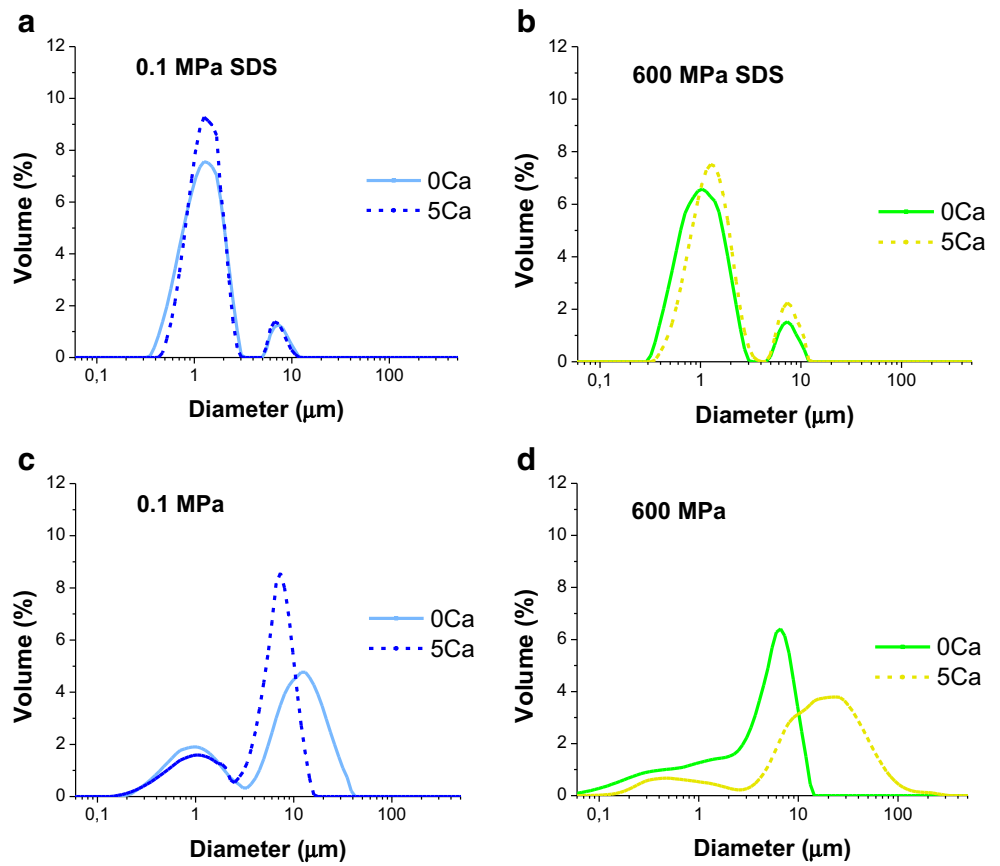 a
0.1 MPa SDS
12
10
8
6
4
2
0
Volume (%)
0,1
1
10
100
Diameter (μm)
0Ca
5Ca
b
600 MPa SDS
12
10
8
6
4
2
0
Volume (%)
0,1
1
10
100
Diameter (μm)
0Ca
5Ca
c
0.1 MPa
12
10
8
6
4
2
0
Volume (%)
0,1
1
10
100
Diameter (μm)
0Ca
5Ca
d
600 MPa
12
10
8
6
4
2
0
Volume (%)
0,1
1
10
100
Diameter (μm)
0Ca
5Ca